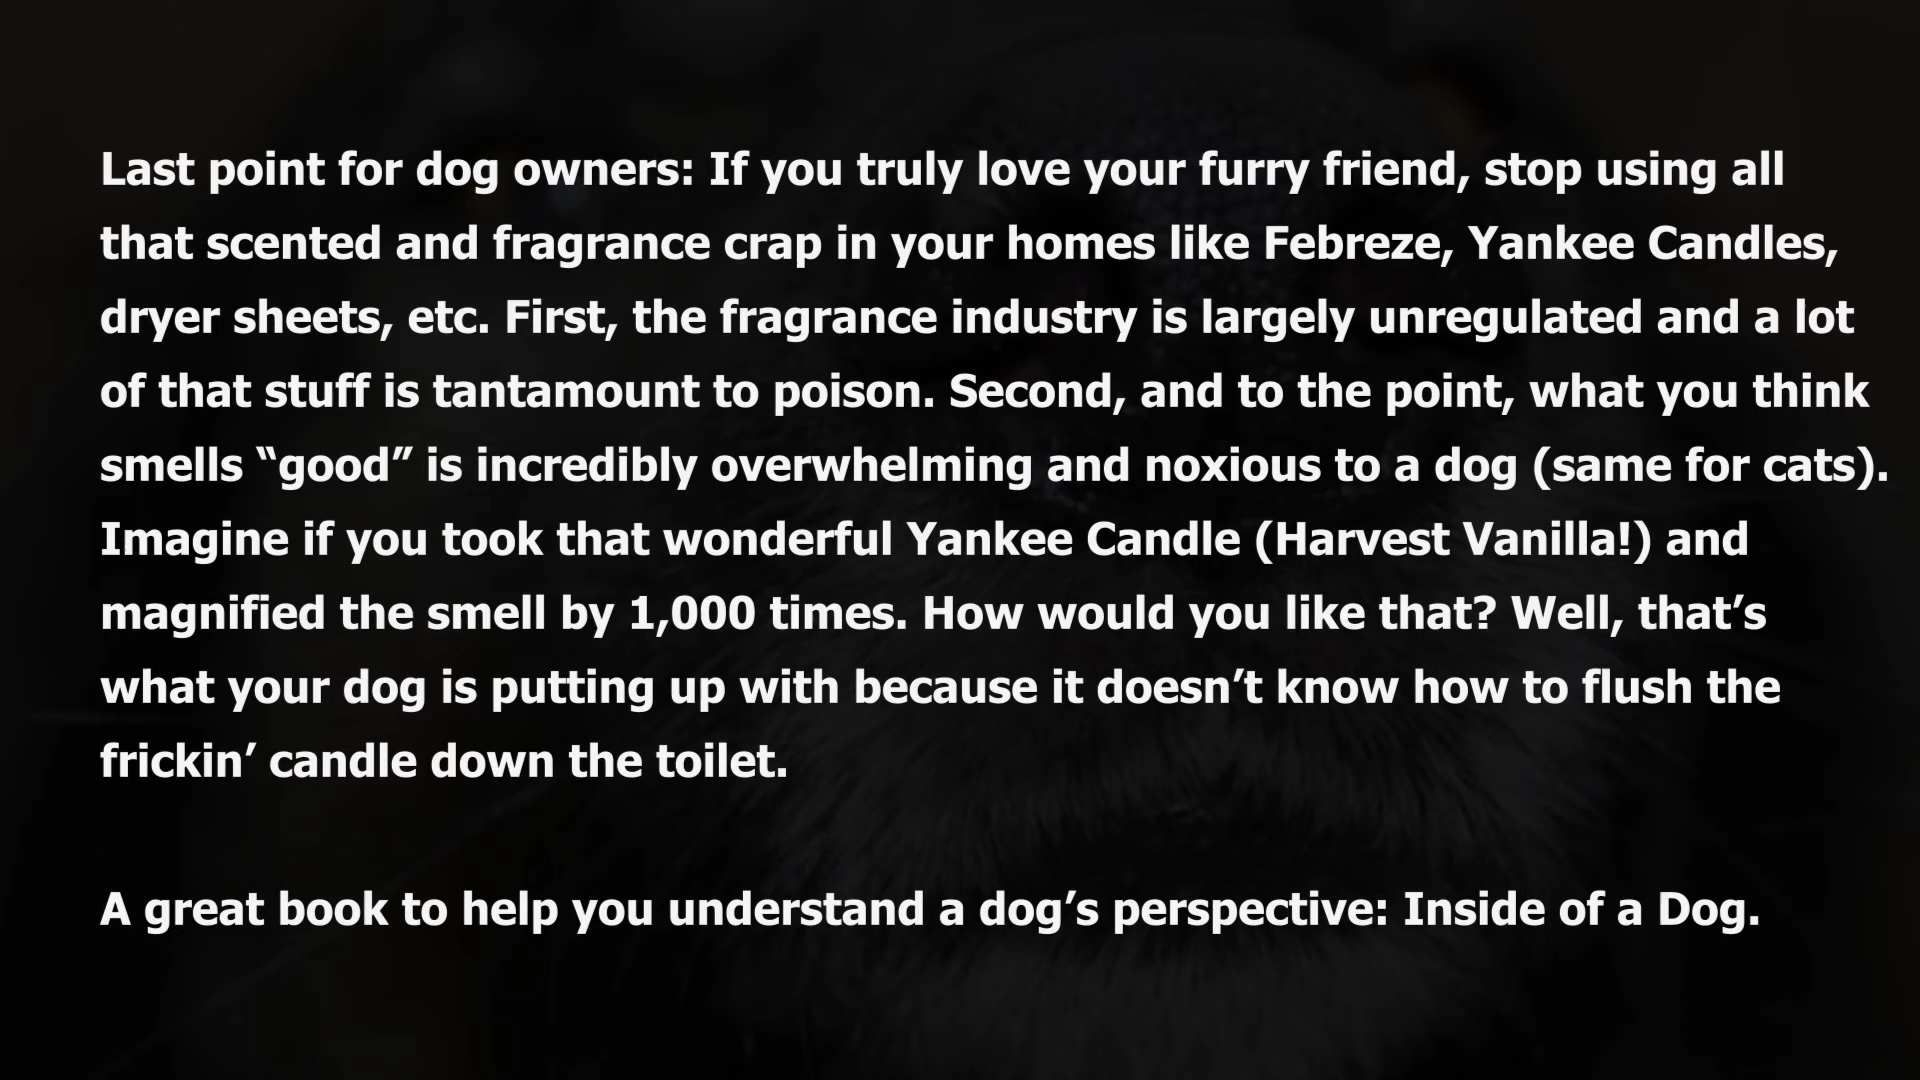 Last point for dog owners: If you truly love your furry friend, stop using all
that scented and fragrance crap in your homes like Febreze, Yankee Candles,
dryer sheets, etc. First, the fragrance industry is largely unregulated and a lot
of that stuff is tantamount to poison. Second, and to the point, what you think
smells “good” is incredibly overwhelming and noxious to a dog (same for cats).
Imagine if you took that wonderful Yankee Candle (Harvest Vanilla!) and
magnified the smell by 1,000 times. How would you like that? Well, that’s
what your dog is putting up with because it doesn’t know how to flush the
frickin’ candle down the toilet.
A great book to help you understand a dog’s perspective: Inside of a Dog.